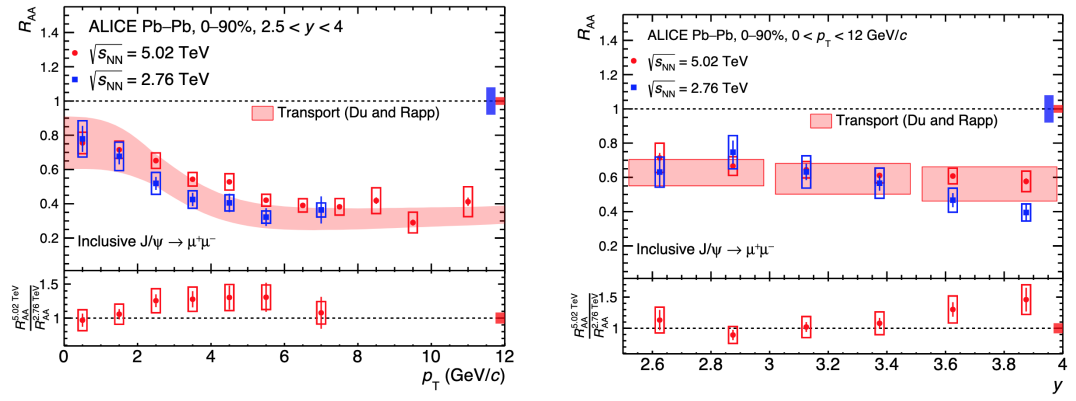 R_AA
1.4
1.2
1
0.8
0.6
0.4
0.2
ALICE Pb–Pb, 0–90%, 2.5 < y < 4
√s_NN = 5.02 TeV
√s_NN = 2.76 TeV
Transport (Du and Rapp)
Inclusive J/ψ → μ⁺μ⁻
R_AA^5.02 TeV
R_AA^2.76 TeV
1.5
1
0 2 4 6 8 10 12
p_T (GeV/c)
R_AA
1.4
1.2
1
0.8
0.6
0.4
0.2
ALICE Pb–Pb, 0–90%, 0 < p_T < 12 GeV/c
√s_NN = 5.02 TeV
√s_NN = 2.76 TeV
Transport (Du and Rapp)
Inclusive J/ψ → μ⁺μ⁻
R_AA^5.02 TeV
R_AA^2.76 TeV
1.5
1
2.6 2.8 3 3.2 3.4 3.6 3.8 4
y